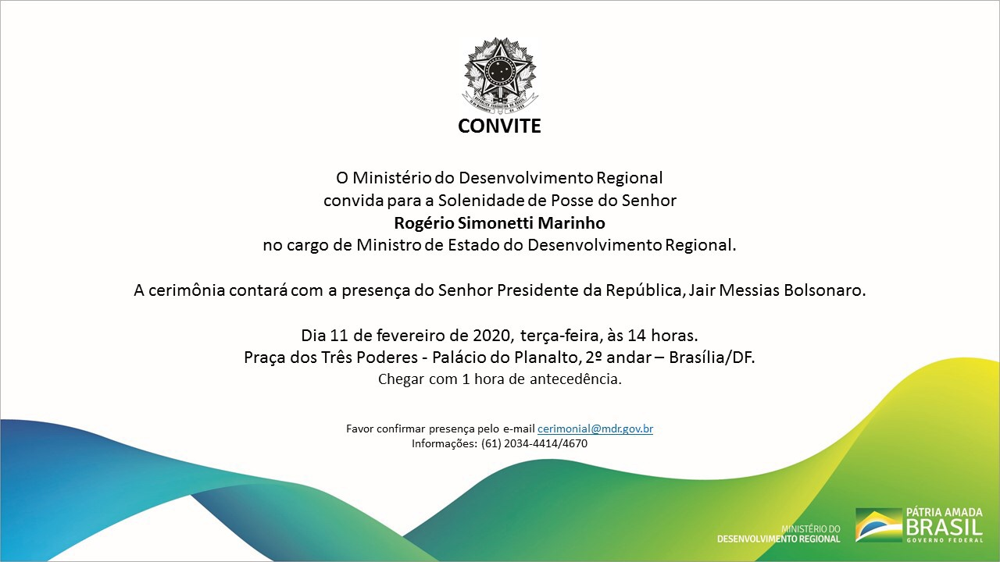 REPÚBLICA FEDERATIVA DO BRASIL
CONVITE
O Ministério do Desenvolvimento Regional
convida para a Solenidade de Posse do Senhor
Rogério Simonetti Marinho
no cargo de Ministro de Estado do Desenvolvimento Regional.
A cerimônia contará com a presença do Senhor Presidente da República, Jair Messias Bolsonaro.
Dia 11 de fevereiro de 2020, terça-feira, às 14 horas.
Praça dos Três Poderes - Palácio do Planalto, 2º andar – Brasília/DF.
Chegar com 1 hora de antecedência.
Favor confirmar presença pelo e-mail cerimonial@mdr.gov.br
Informações: (61) 2034-4414/4670
MINISTÉRIO DO
DESENVOLVIMENTO REGIONAL
PÁTRIA AMADA
BRASIL
GOVERNO FEDERAL